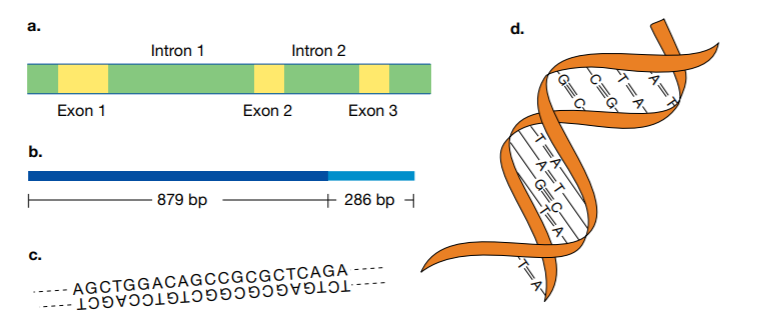 a.
Intron 1 Intron 2
Exon 1 Exon 2 Exon 3
b.
879 bp 286 bp
c.
---- AGCTGGACAGCCGCGCTCAGA ----
---- TCGACCTGTCGGCGCGAGTCT ----
d.
G≡C
C≡G
T=A
A=T
T=A
A=T
G≡C
T=A
T=A